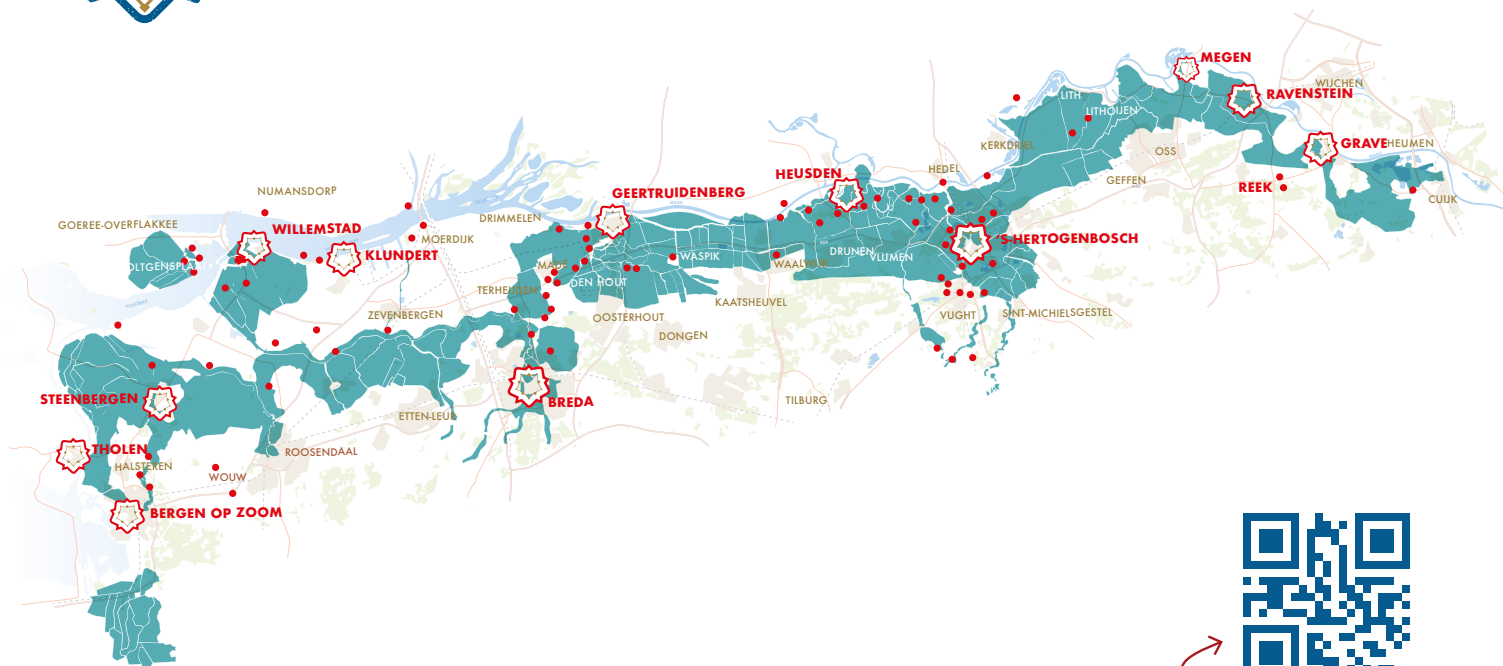 MEGEN
WIJCHEN
RAVENSTEIN
LITH
LITHOIJEN
GRAVE
HEUMEN
KERKDRIEL
OSS
HEDEL
HEUSDEN
GEFFEN
REEK
CUIJK
NUMANSDORP
GEERTRUIDENBERG
GOEREE-OVERFLAKKEE
DRIMMELEN
WILLEMSTAD
MOERDIJK
'S-HERTOGENBOSCH
KLUNDERT
DRUNEN
VLIJMEN
WASPIK
WAALWIJK
MADE
DEN HOUT
TERHEIJDEN
KAATSHEUVEL
ZEVENBERGEN
OOSTERHOUT
VUGHT
SINT-MICHIELSGESTEL
DONGEN
STEENBERGEN
BREDA
TILBURG
ETTEN-LEUR
THOLEN
ROOSENDAAL
HALSTEREN
WOUW
BERGEN OP ZOOM